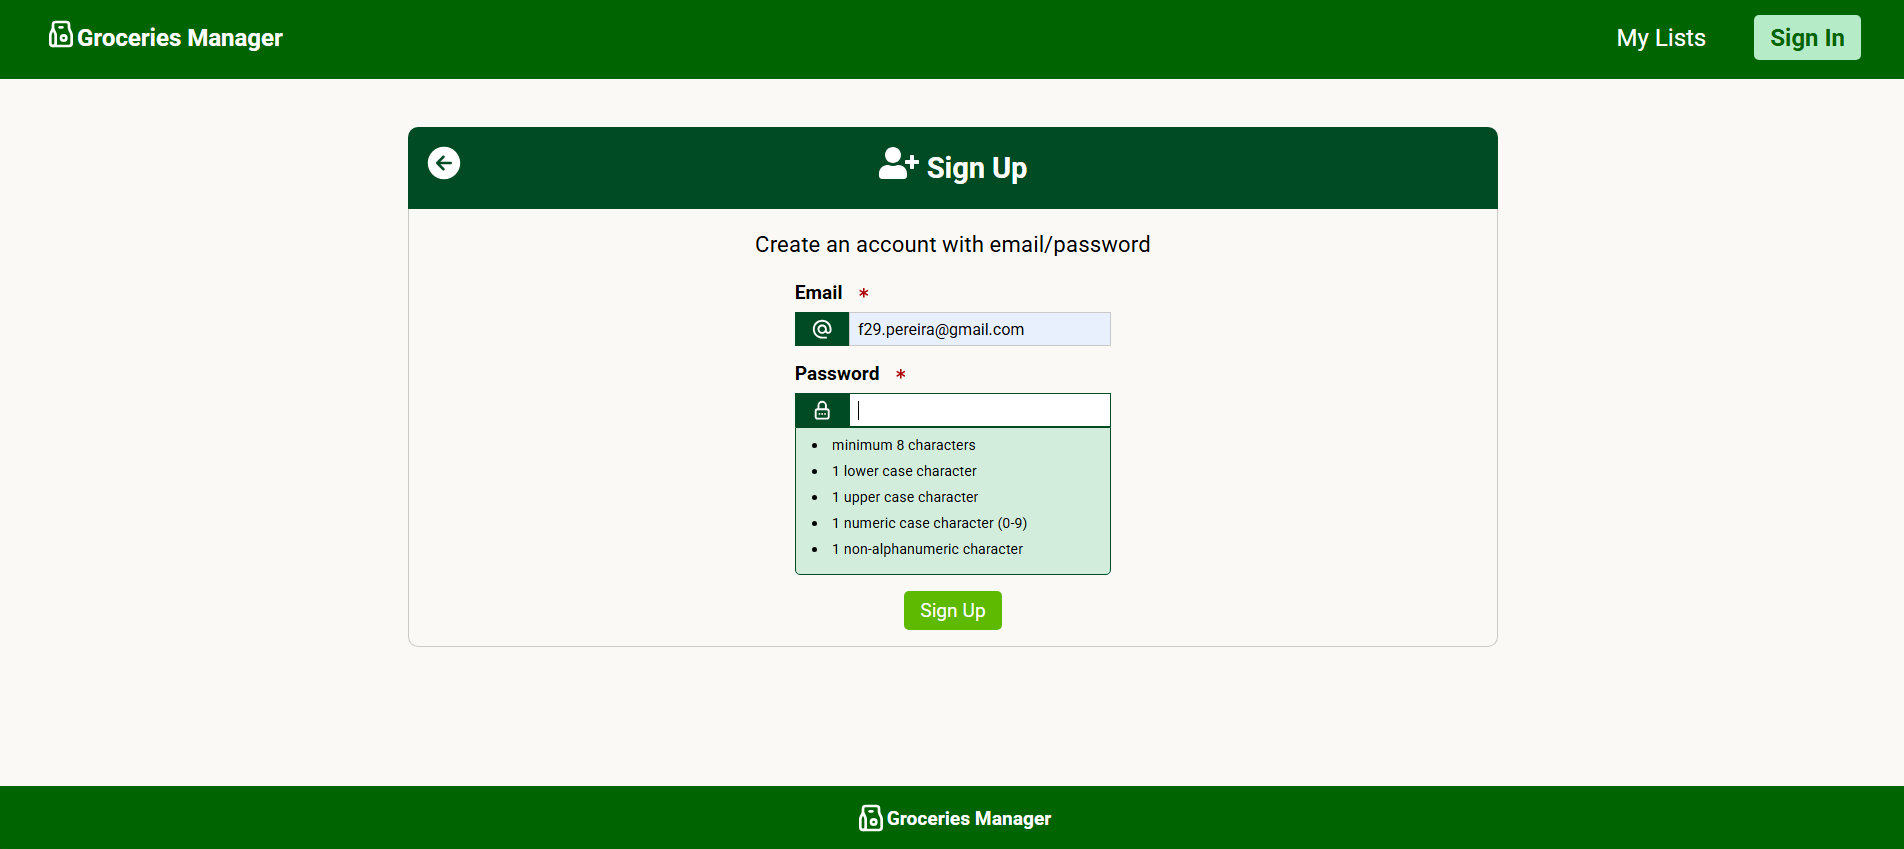 Groceries Manager
My Lists
Sign In
Sign Up
Create an account with email/password
Email *
f29.pereira@gmail.com
Password *
• minimum 8 characters
• 1 lower case character
• 1 upper case character
• 1 numeric case character (0-9)
• 1 non-alphanumeric character
Sign Up
Groceries Manager